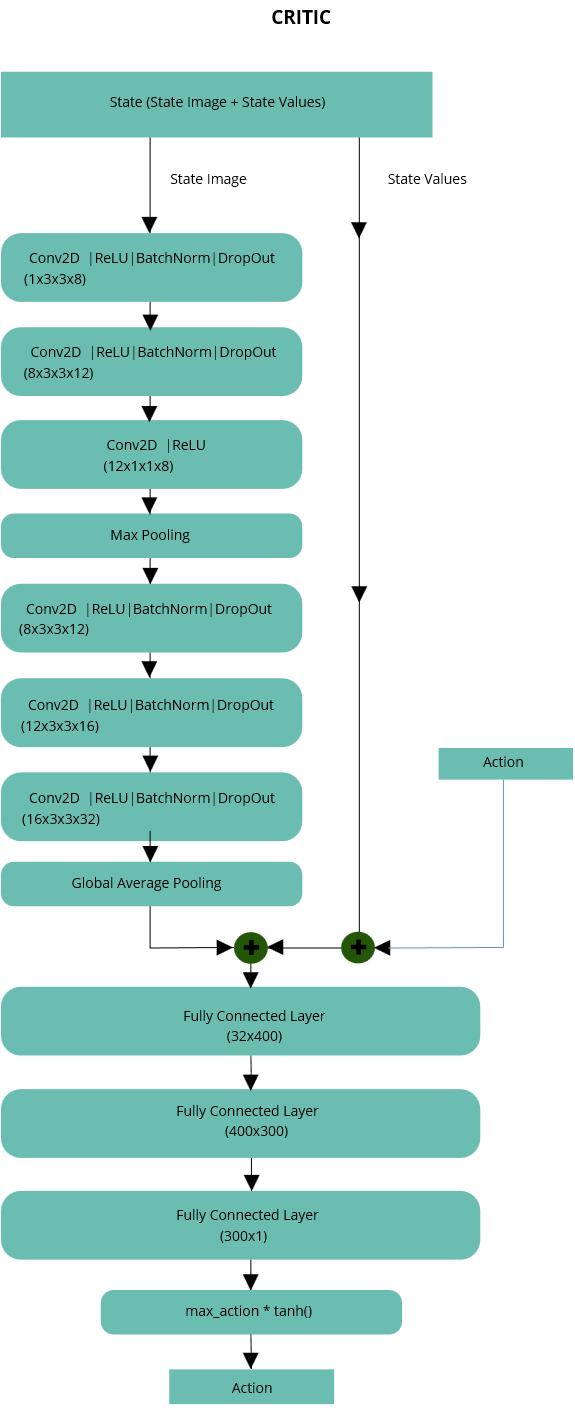 CRITIC
State (State Image + State Values)
State Image
State Values
Conv2D |ReLU|BatchNorm|DropOut
(1x3x3x8)
Conv2D |ReLU|BatchNorm|DropOut
(8x3x3x12)
Conv2D |ReLU
(12x1x1x8)
Max Pooling
Conv2D |ReLU|BatchNorm|DropOut
(8x3x3x12)
Conv2D |ReLU|BatchNorm|DropOut
(12x3x3x16)
Action
Conv2D |ReLU|BatchNorm|DropOut
(16x3x3x32)
Global Average Pooling
Fully Connected Layer
(32x400)
Fully Connected Layer
(400x300)
Fully Connected Layer
(300x1)
max_action * tanh()
Action